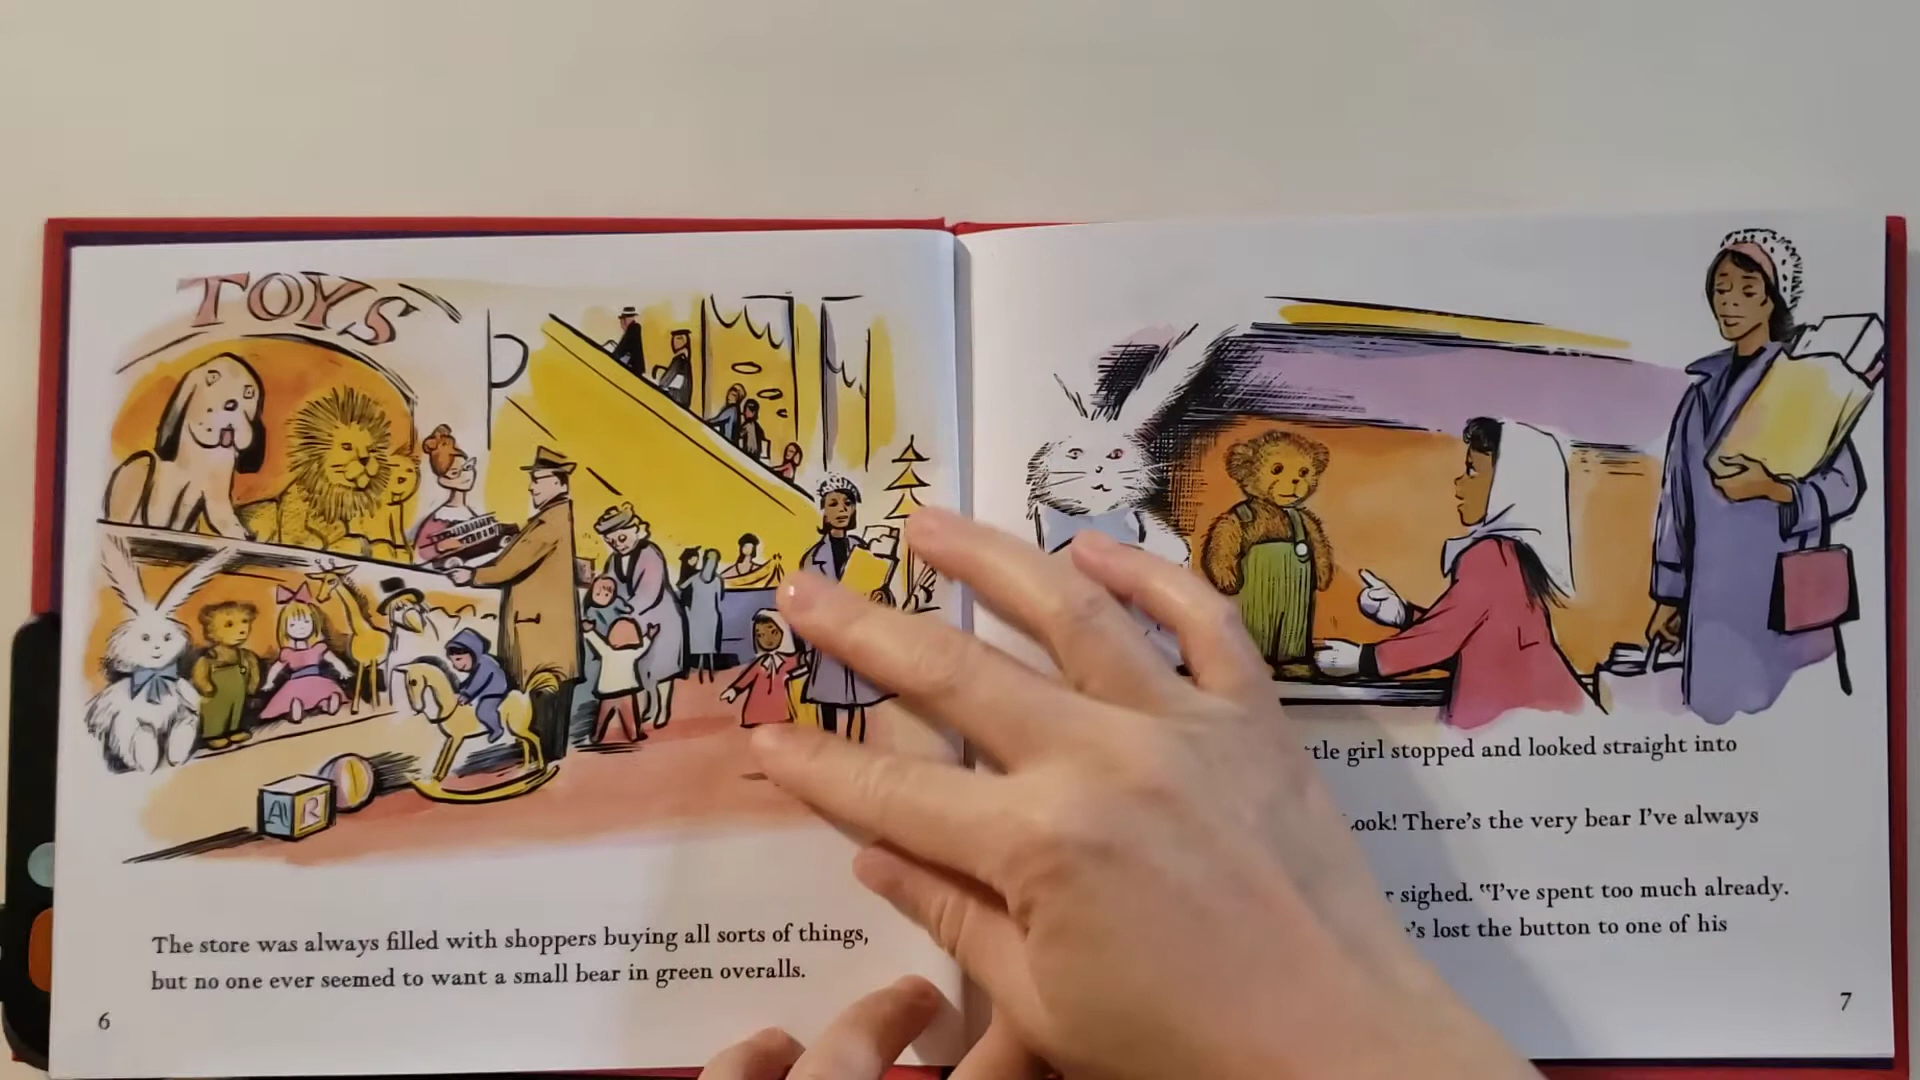 TOYS
A R
The store was always filled with shoppers buying all sorts of things,
but no one ever seemed to want a small bear in green overalls.
6
girl stopped and looked straight into
There's the very bear I've always
sighed. "I've spent too much already.
lost the button to one of his
7